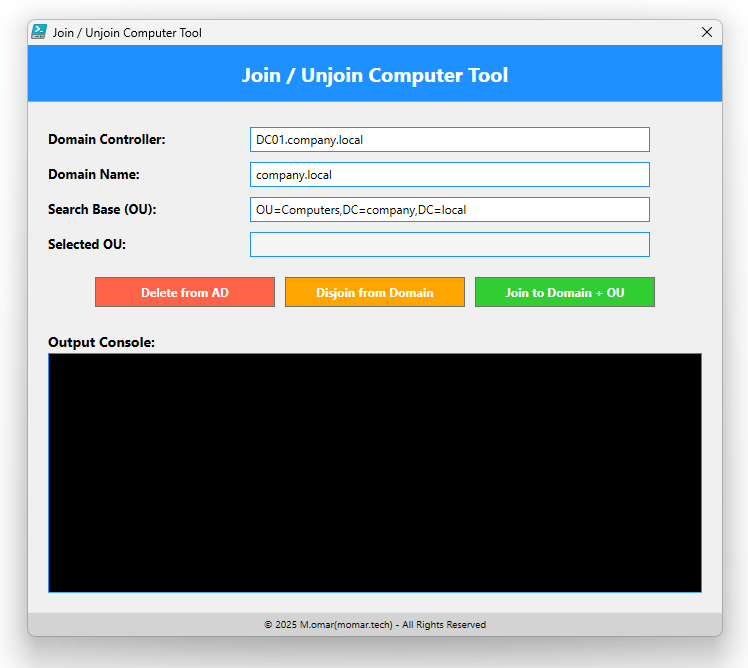 Join / Unjoin Computer Tool
Join / Unjoin Computer Tool
Domain Controller: DC01.company.local
Domain Name: company.local
Search Base (OU): OU=Computers,DC=company,DC=local
Selected OU:
Delete from AD Disjoin from Domain Join to Domain + OU
Output Console:
© 2025 M.omar(momar.tech) - All Rights Reserved